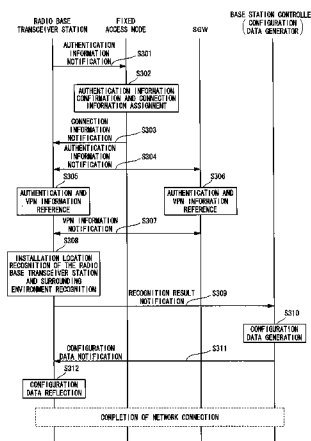 RADIO BASE
TRANSCEIVER STATION
FIXED
ACCESS NODE
SGW
BASE STATION CONTROLLE
(CONFIGURATION
DATA GENERATOR)
AUTHENTICATION
INFORMATION
NOTIFICATION
S301
S302
AUTHENTICATION INFORMATION
CONFIRMATION AND CONNECTION
INFORMATION ASSIGNMENT
CONNECTION
INFORMATION
NOTIFICATION
S303
AUTHENTICATION
INFORMATION
NOTIFICATION
S304
S305
AUTHENTICATION AND
VPN INFORMATION
REFERENCE
S306
AUTHENTICATION AND
VPN INFORMATION
REFERENCE
VPN INFORMATION
NOTIFICATION
S307
S308
INSTALLATION LOCATION
RECOGNITION OF THE RADIO
BASE TRANSCEIVER STATION
AND SURROUNDING
ENVIRONMENT RECOGNITION
RECOGNITION RESULT
NOTIFICATION
S309
S310
CONFIGURATION
DATA GENERATION
CONFIGURATION
DATA NOTIFICATION
S311
S312
CONFIGURATION
DATA REFLECTION
COMPLETION OF NETWORK CONNECTION